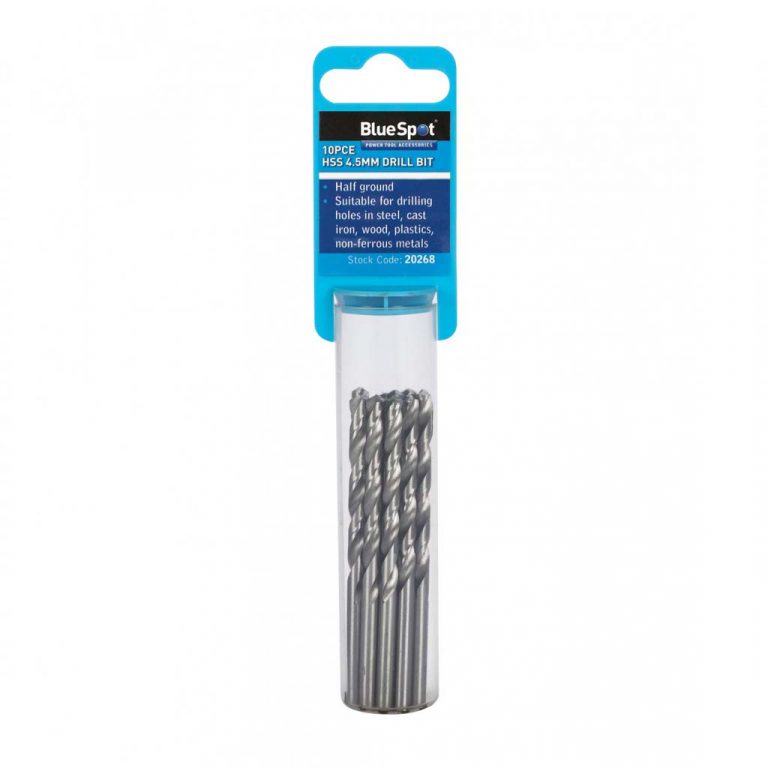 BlueSpot®
POWER TOOL ACCESSORIES
10PCE
HSS 4.5MM DRILL BIT
• Half ground
• Suitable for drilling
holes in steel, cast
iron, wood, plastics,
non-ferrous metals
Stock Code: 20268